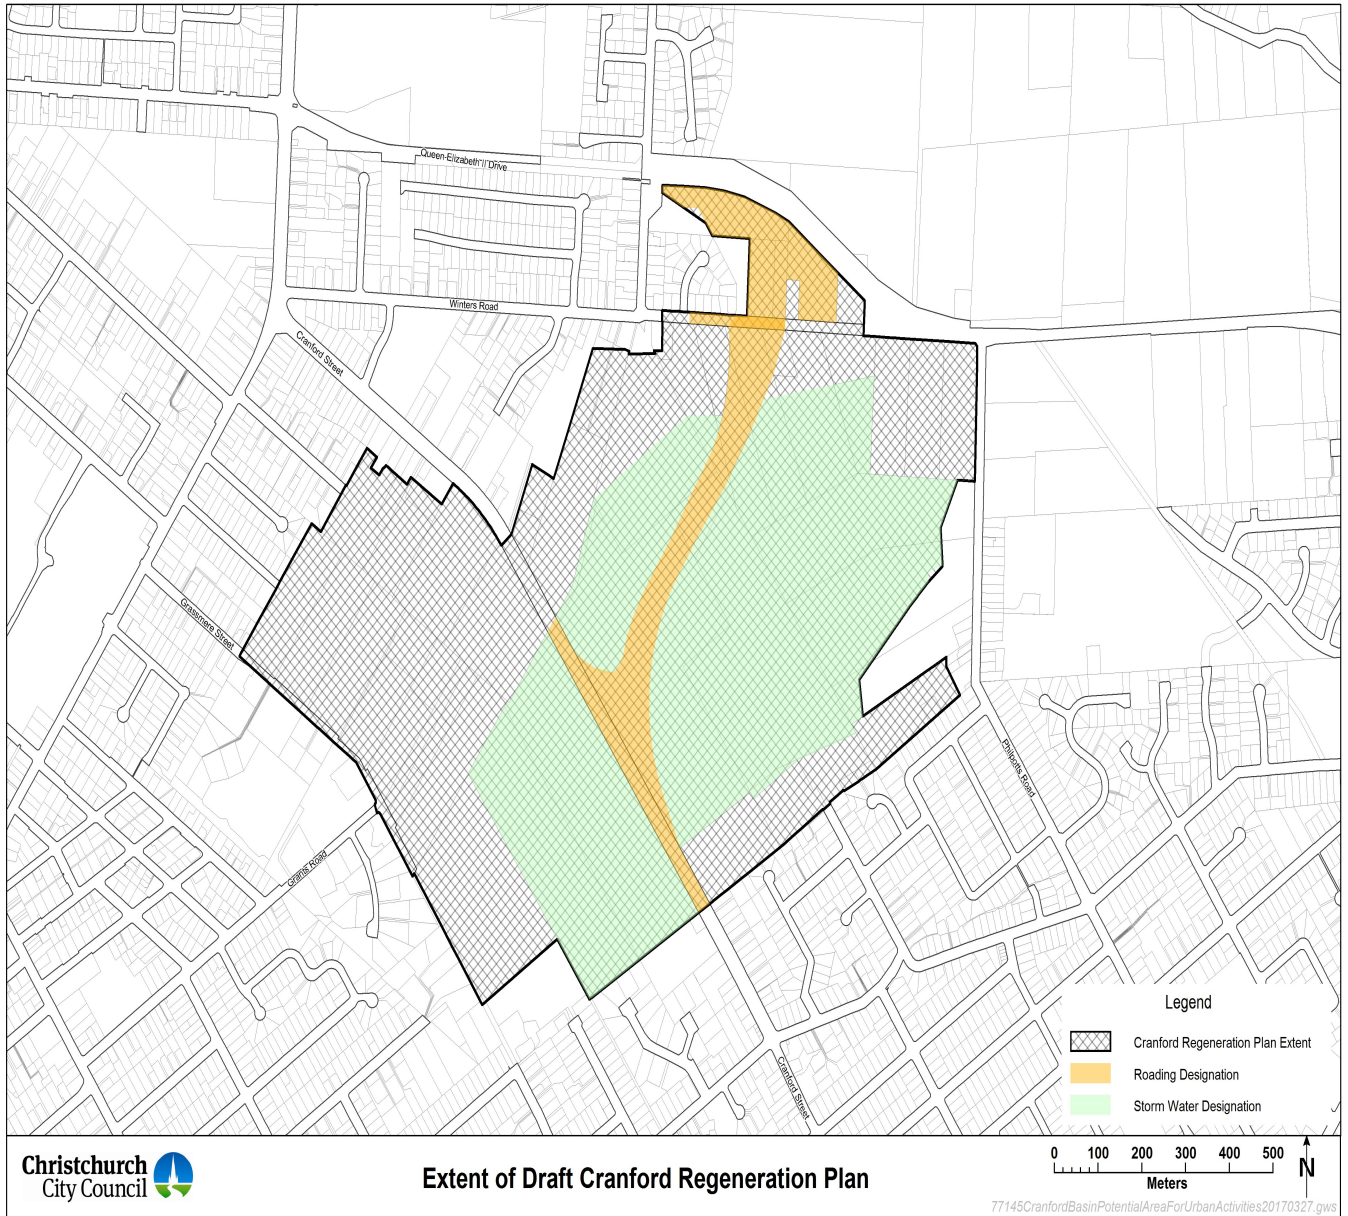 Queen Elizabeth II Drive
Winters Road
Cranford Street
Grassmere Street
Philpotts Road
Grants Road
Cranford Street
Legend
Cranford Regeneration Plan Extent
Roading Designation
Storm Water Designation
Christchurch
City Council
Extent of Draft Cranford Regeneration Plan
0 100 200 300 400 500
Meters
N
77145CranfordBasinPotentialAreaForUrbanActivities20170327.gws